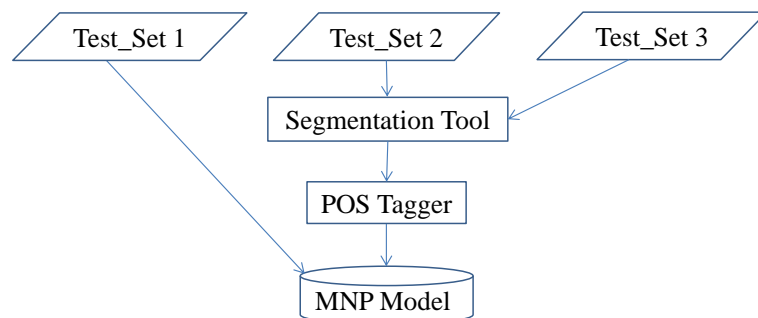 Test_Set 1
Test_Set 2
Test_Set 3
Segmentation Tool
POS Tagger
MNP Model